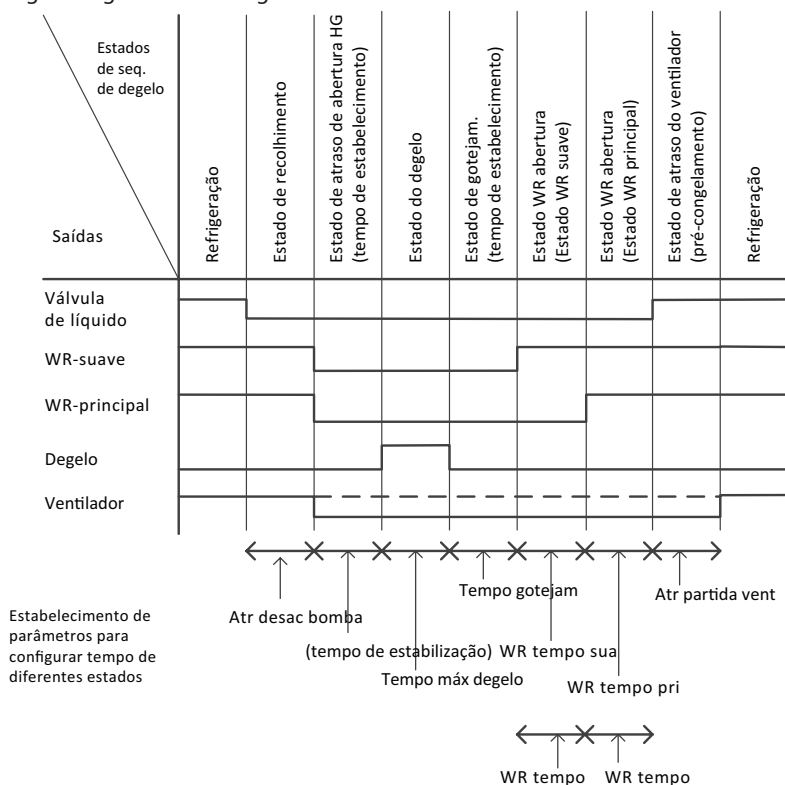 Estados
de seq.
de degelo
Saídas
Refrigeração
Estado de recolhimento
Estado de atraso de abertura HG
(tempo de estabelecimento)
Estado do degelo
Estado de gotejam.
(tempo de estabelecimento)
Estado WR abertura
(Estado WR suave)
Estado WR abertura
(Estado WR principal)
Estado de atraso do ventilador
(pré-congelamento)
Refrigeração
Válvula
de líquido
WR-suave
WR-principal
Degelo
Ventilador
Estabelecimento de
parâmetros para
configurar tempo de
diferentes estados
Atr desac bomba
(tempo de estabilização)
Tempo máx degelo
Tempo gotejam
WR tempo sua
WR tempo pri
Atr partida vent
WR tempo
WR tempo